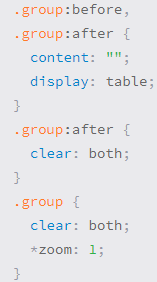 .group:before,
.group:after {
  content: "";
  display: table;
}
.group:after {
  clear: both;
}
.group {
  clear: both;
  *zoom: 1;
}